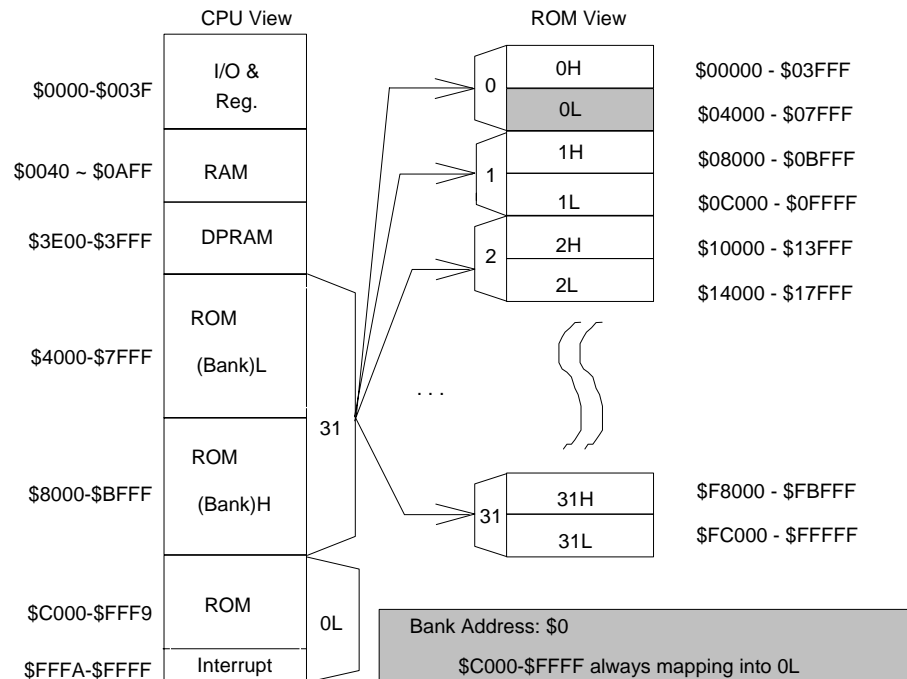 CPU View
ROM View
$0000-$003F
I/O &
Reg.
$0040 ~ $0AFF
RAM
$3E00-$3FFF
DPRAM
$4000-$7FFF
ROM
(Bank)L
$8000-$BFFF
ROM
(Bank)H
31
$C000-$FFF9
ROM
$FFFA-$FFFF
Interrupt
0L
. . .
0
0H
$00000 - $03FFF
0L
$04000 - $07FFF
1
1H
$08000 - $0BFFF
1L
$0C000 - $0FFFF
2
2H
$10000 - $13FFF
2L
$14000 - $17FFF
31
31H
$F8000 - $FBFFF
31L
$FC000 - $FFFFF
Bank Address: $0
$C000-$FFFF always mapping into 0L